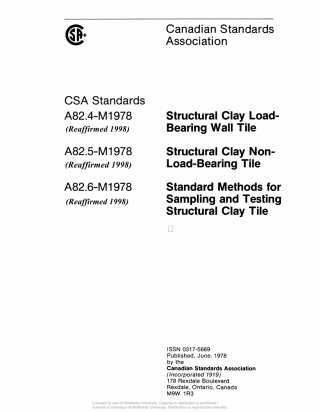 Canadian Standards
Association
CSA Standards
A82.4-M1978 Structural Clay Load-
(Reaffirmed 1998) Bearing Wall Tile
A82.5-M1978 Structural Clay Non-
(Reaffirmed 1998) Load-Bearing Tile
A82.6-M1978 Standard Methods for
(Reaffirmed 1998) Sampling and Testing
Structural Clay Tile
ISSN 0317-5669
Published, June, 1978
by the
Canadian Standards Association
(Incorporated 1919)
178 Rexdale Boulevard
Rexdale, Ontario, Canada
M9W 1R3
Licensed to use of McMaster University. Copying or distribution is prohibited /
Autorisé à l'utilisateur de McMaster University. Distribution ou reproduction interdite.